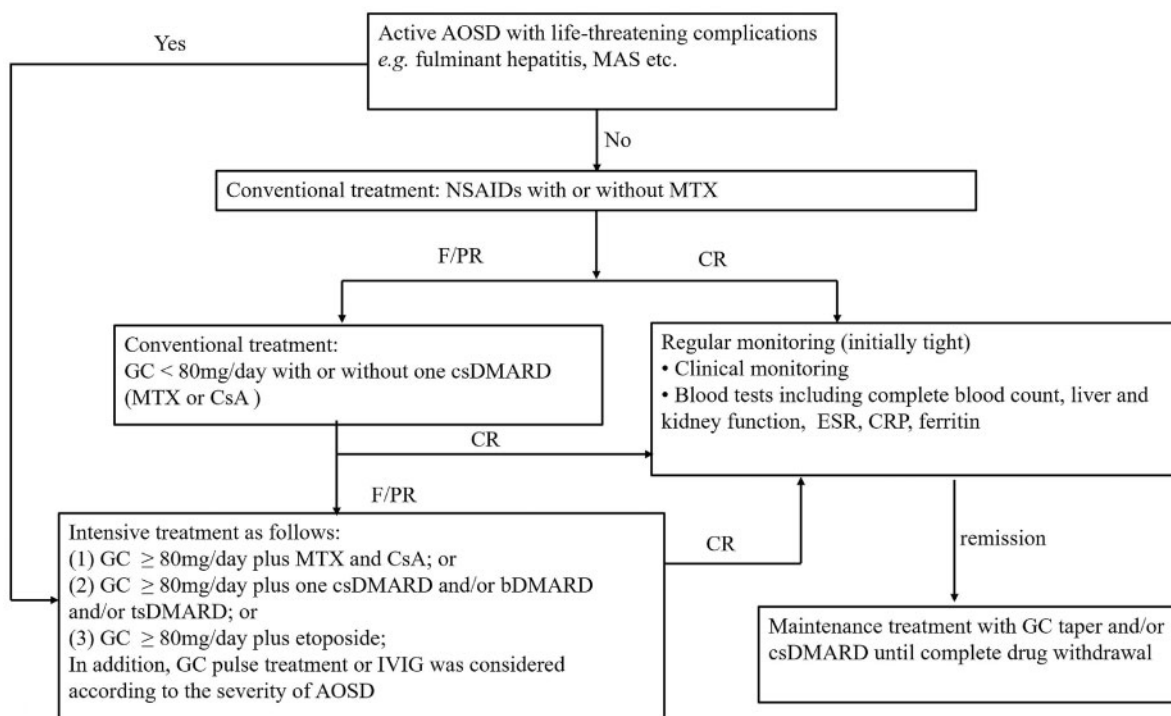 Yes
Active AOSD with life-threatening complications
e.g. fulminant hepatitis, MAS etc.
No
Conventional treatment: NSAIDs with or without MTX
F/PR
CR
Conventional treatment:
GC < 80mg/day with or without one csDMARD
(MTX or CsA )
Regular monitoring (initially tight)
• Clinical monitoring
• Blood tests including complete blood count, liver and
kidney function, ESR, CRP, ferritin
CR
F/PR
Intensive treatment as follows:
(1) GC ≥ 80mg/day plus MTX and CsA; or
(2) GC ≥ 80mg/day plus one csDMARD and/or bDMARD
and/or tsDMARD; or
(3) GC ≥ 80mg/day plus etoposide;
In addition, GC pulse treatment or IVIG was considered
according to the severity of AOSD
CR
remission
Maintenance treatment with GC taper and/or
csDMARD until complete drug withdrawal